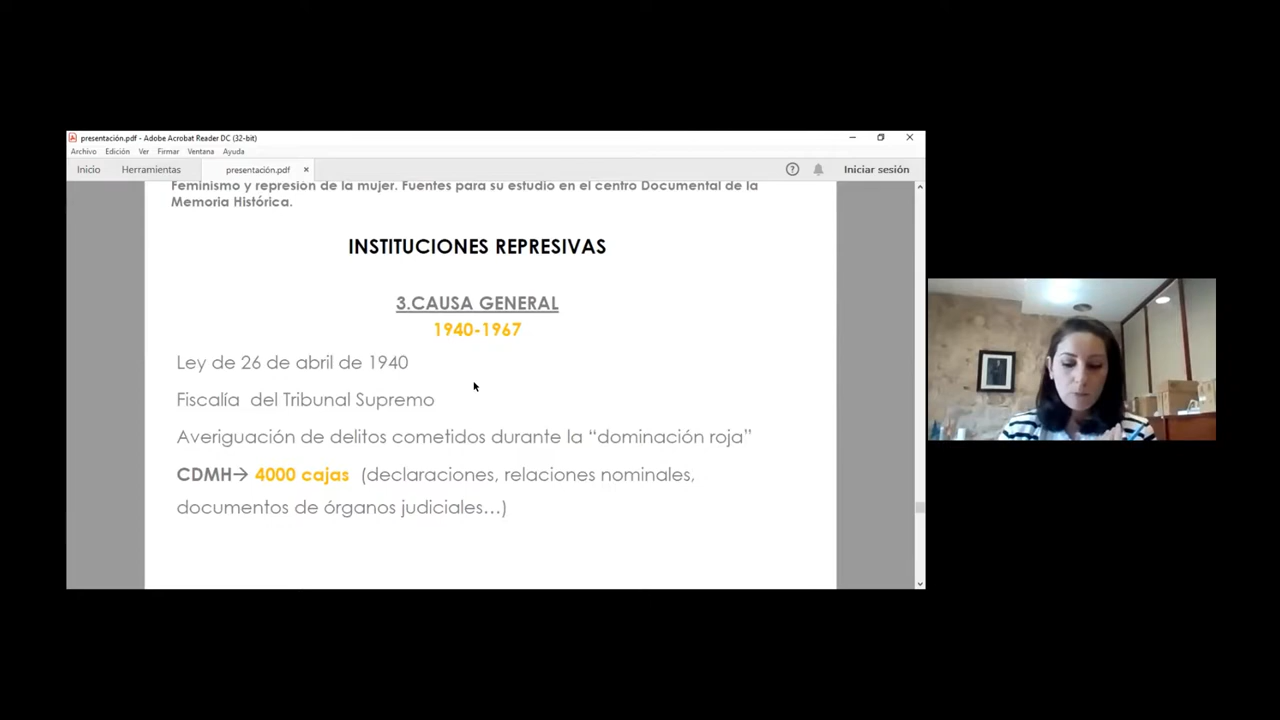 presentación.pdf - Adobe Acrobat Reader DC (32-bit)
Archivo Edición Ver Firmar Ventana Ayuda
Inicio Herramientas presentación.pdf × ? Iniciar sesión
Feminismo y represión de la mujer. Fuentes para su estudio en el centro Documental de la
Memoria Histórica.
INSTITUCIONES REPRESIVAS
3.CAUSA GENERAL
1940-1967
Ley de 26 de abril de 1940
Fiscalía del Tribunal Supremo
Averiguación de delitos cometidos durante la “dominación roja”
CDMH→ 4000 cajas (declaraciones, relaciones nominales,
documentos de órganos judiciales…)